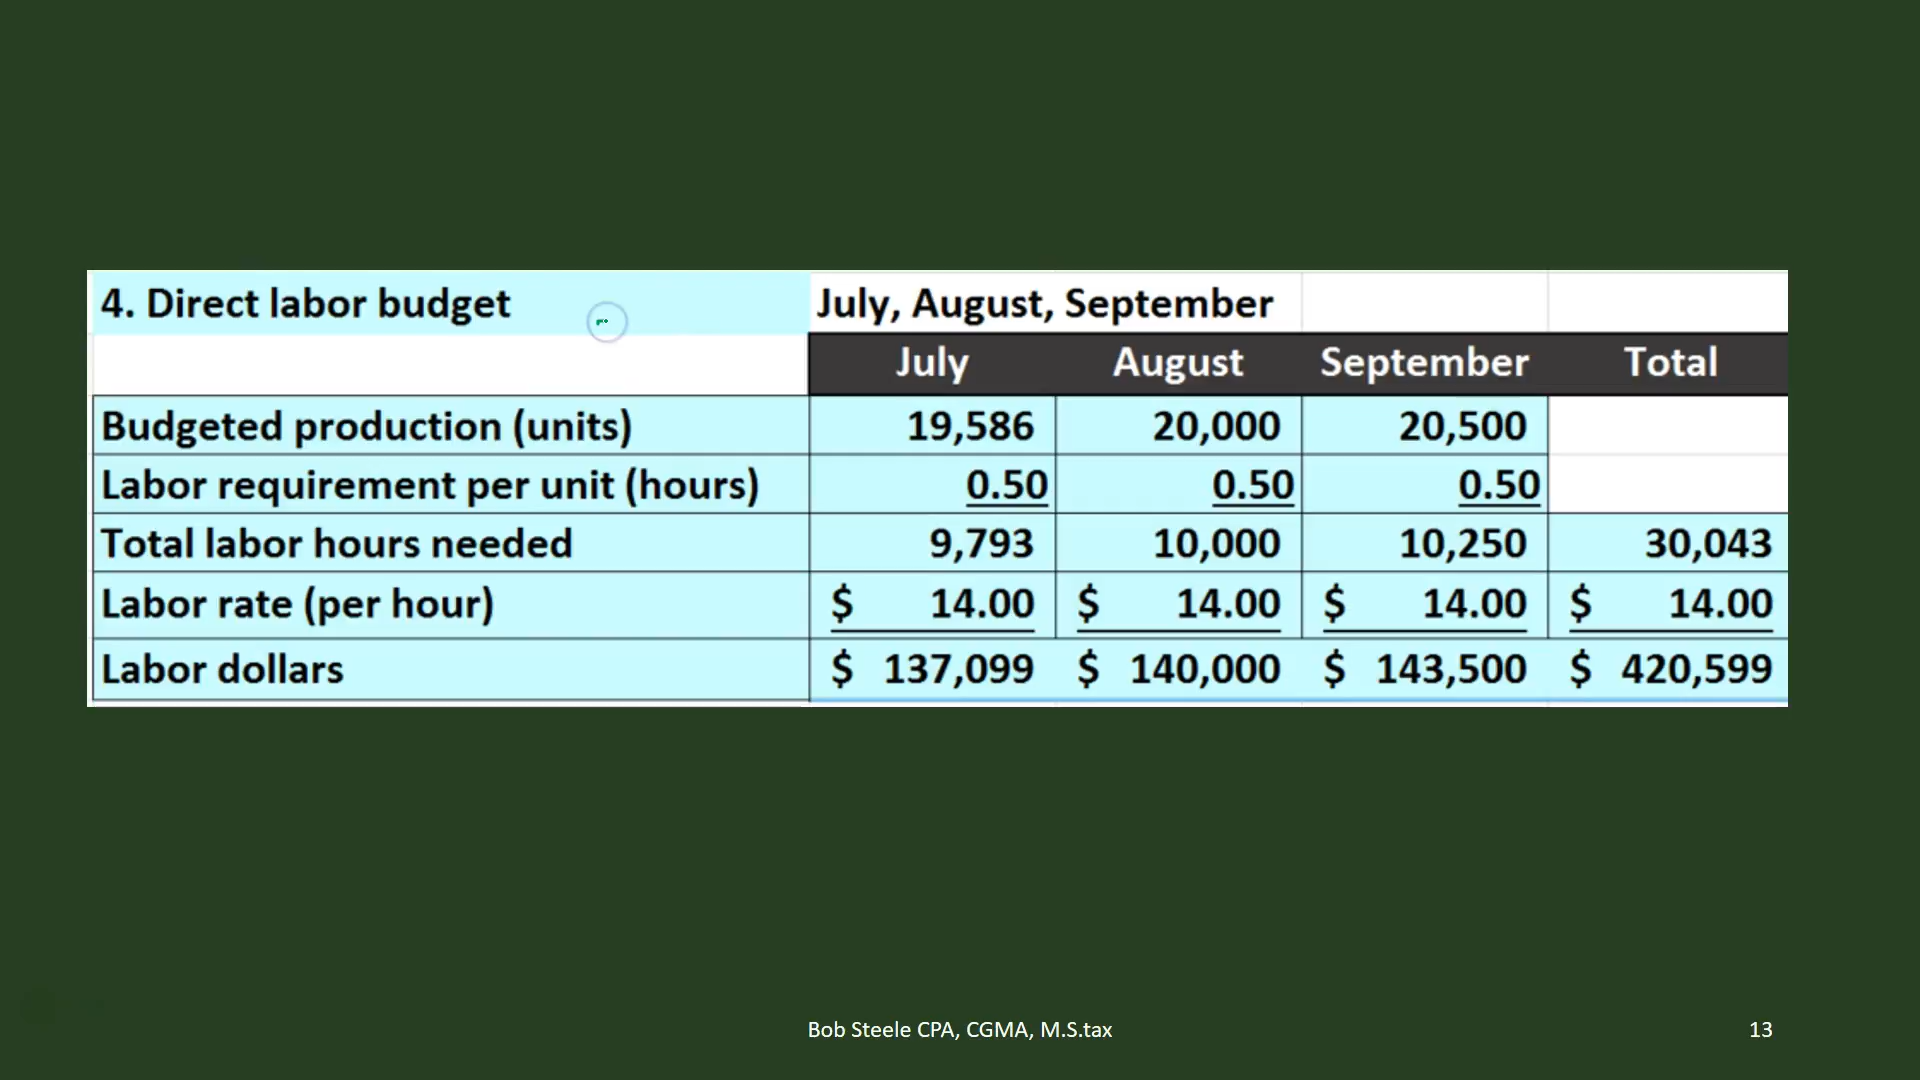 4. Direct labor budget July, August, September
July August September Total
Budgeted production (units) 19,586 20,000 20,500
Labor requirement per unit (hours) 0.50 0.50 0.50
Total labor hours needed 9,793 10,000 10,250 30,043
Labor rate (per hour) $ 14.00 $ 14.00 $ 14.00 $ 14.00
Labor dollars $ 137,099 $ 140,000 $ 143,500 $ 420,599
Bob Steele CPA, CGMA, M.S.tax 13